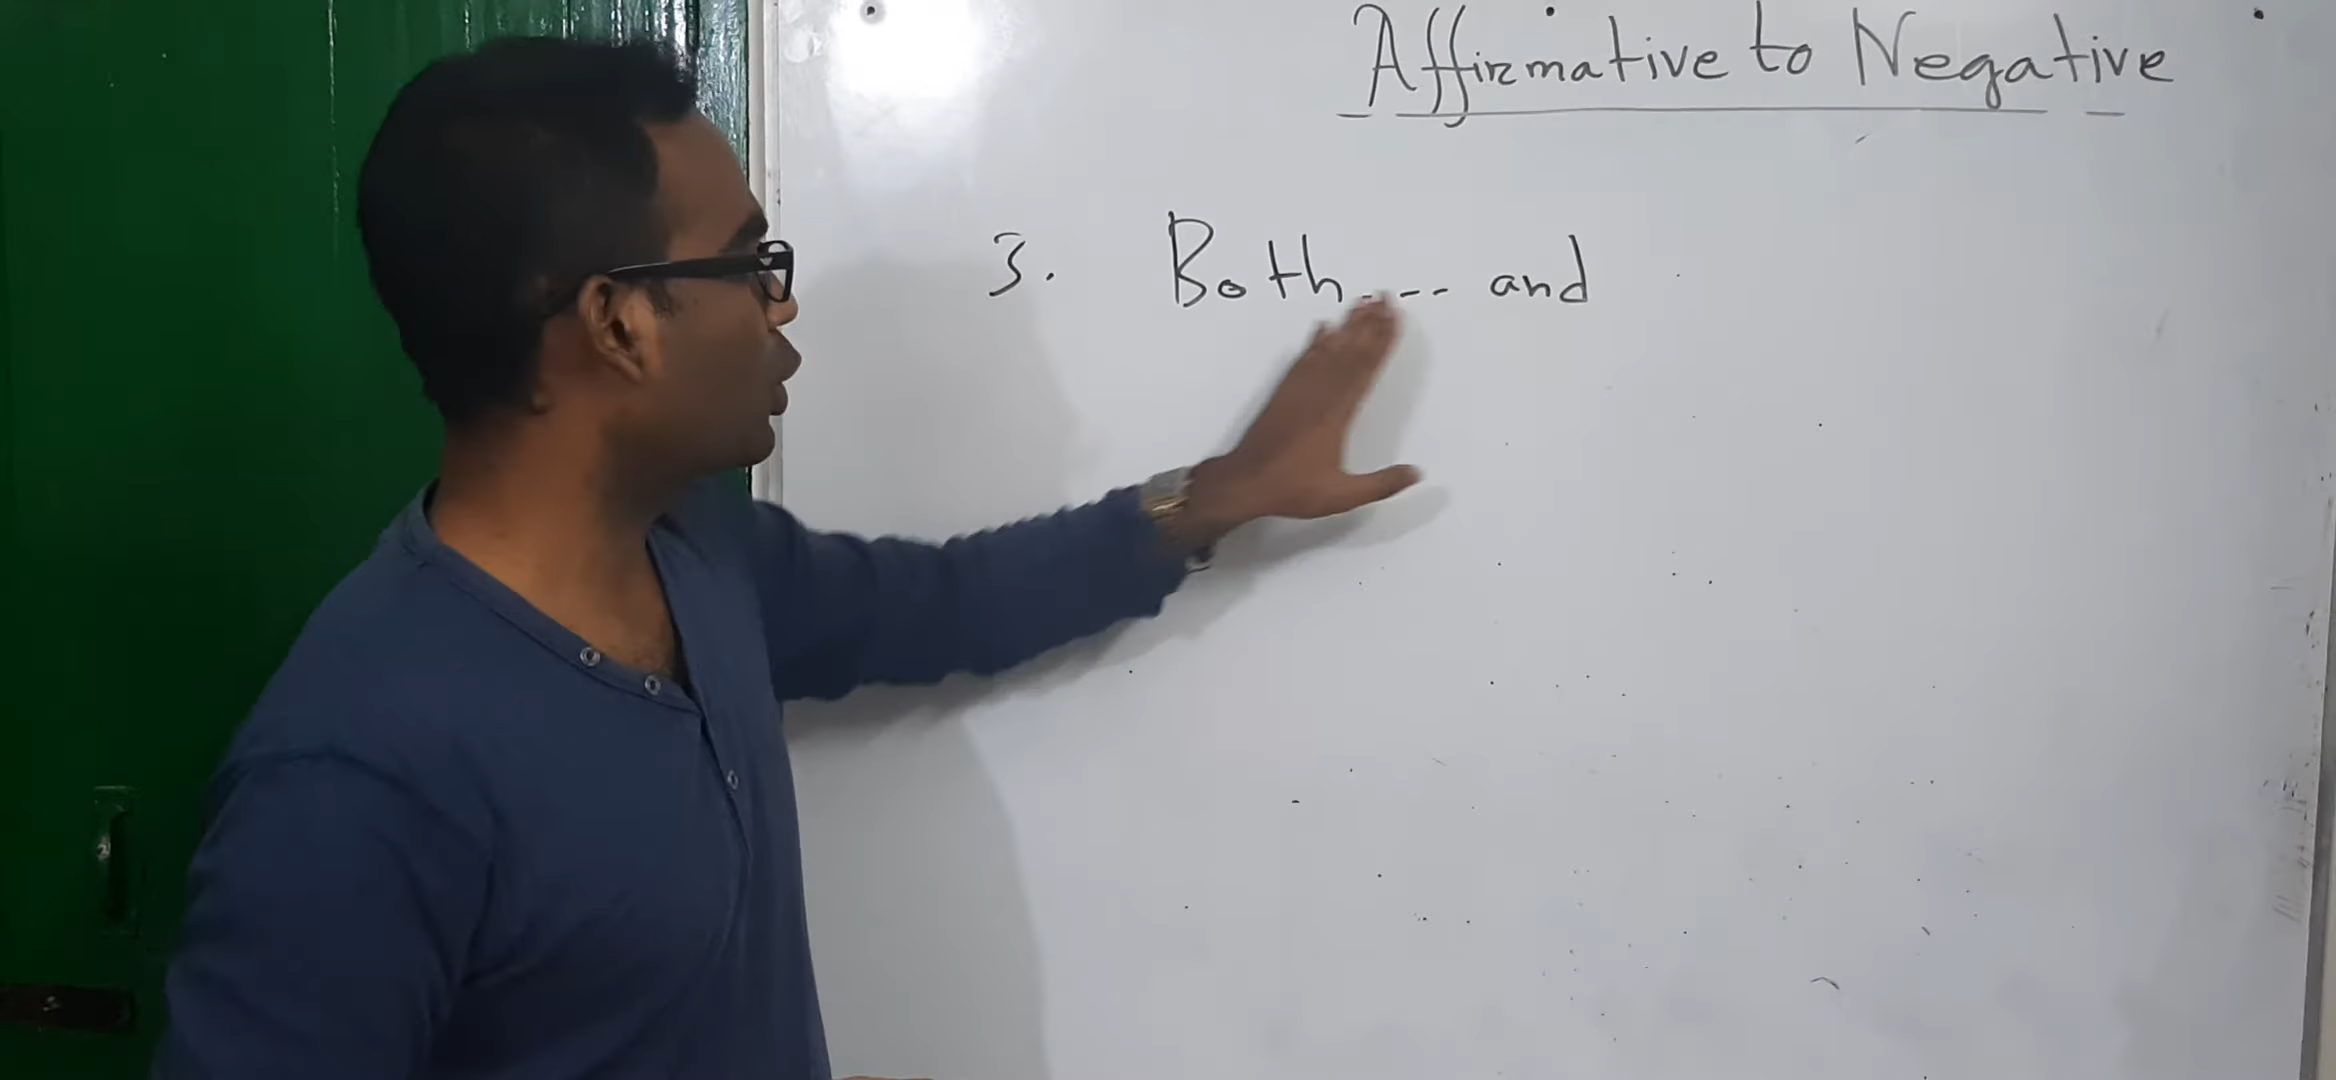 Affirmative to Negative
3. Both ---- and